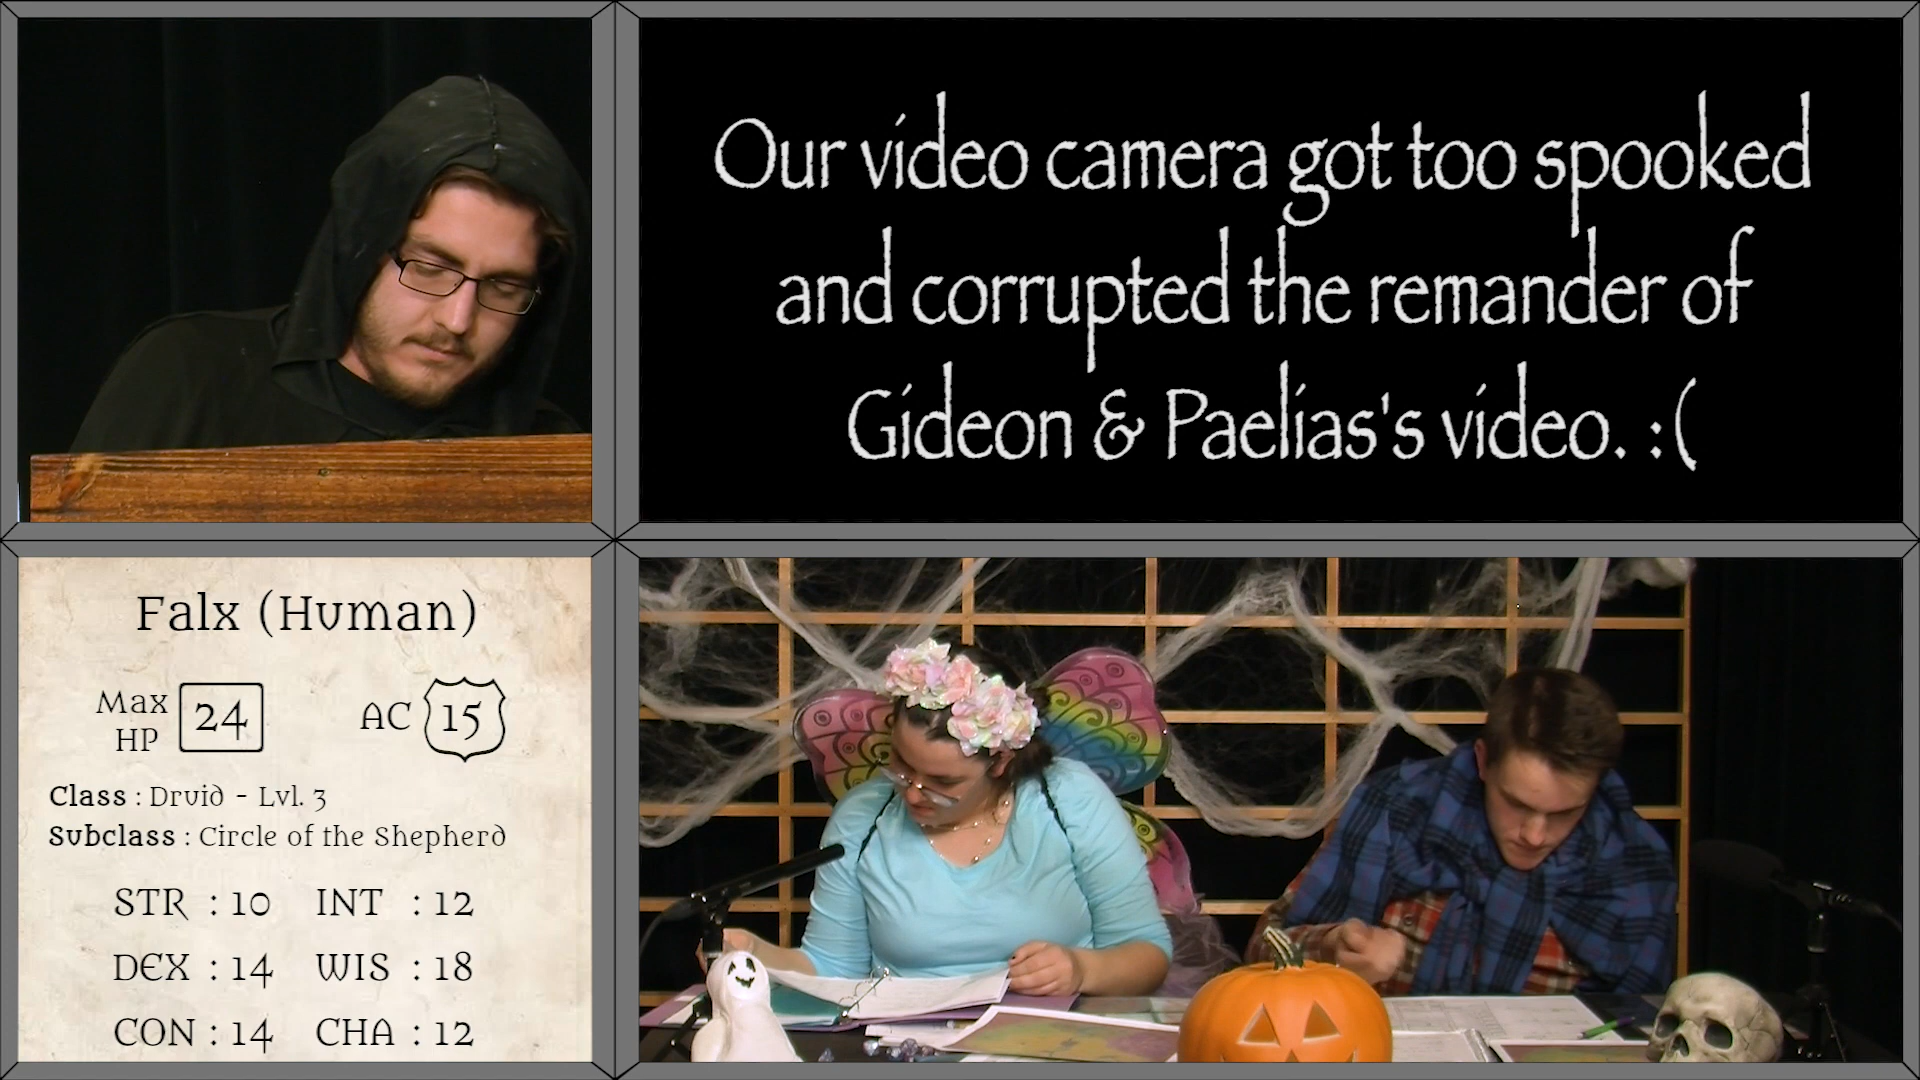 Our video camera got too spooked
and corrupted the remander of
Gideon & Paelias's video. :(
Falx (Human)
Max HP 24 AC 15
Class : Druid - Lvl. 3
Subclass : Circle of the Shepherd
STR : 10 INT : 12
DEX : 14 WIS : 18
CON : 14 CHA : 12